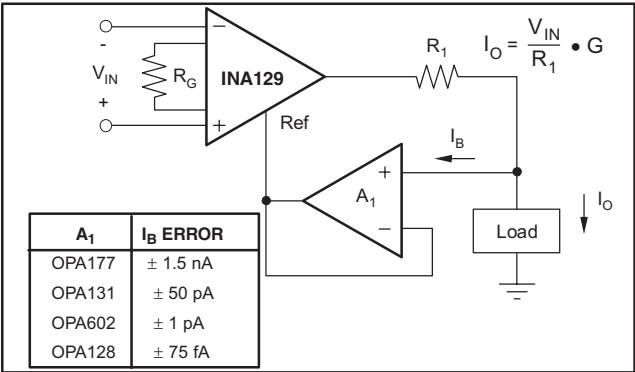 -
V_IN
+
R_G
−
INA129
+
Ref
R_1
I_O = V_IN / R_1 • G
I_B
+
A_1
−
Load
I_O
A_1 I_B ERROR
OPA177 ± 1.5 nA
OPA131 ± 50 pA
OPA602 ± 1 pA
OPA128 ± 75 fA